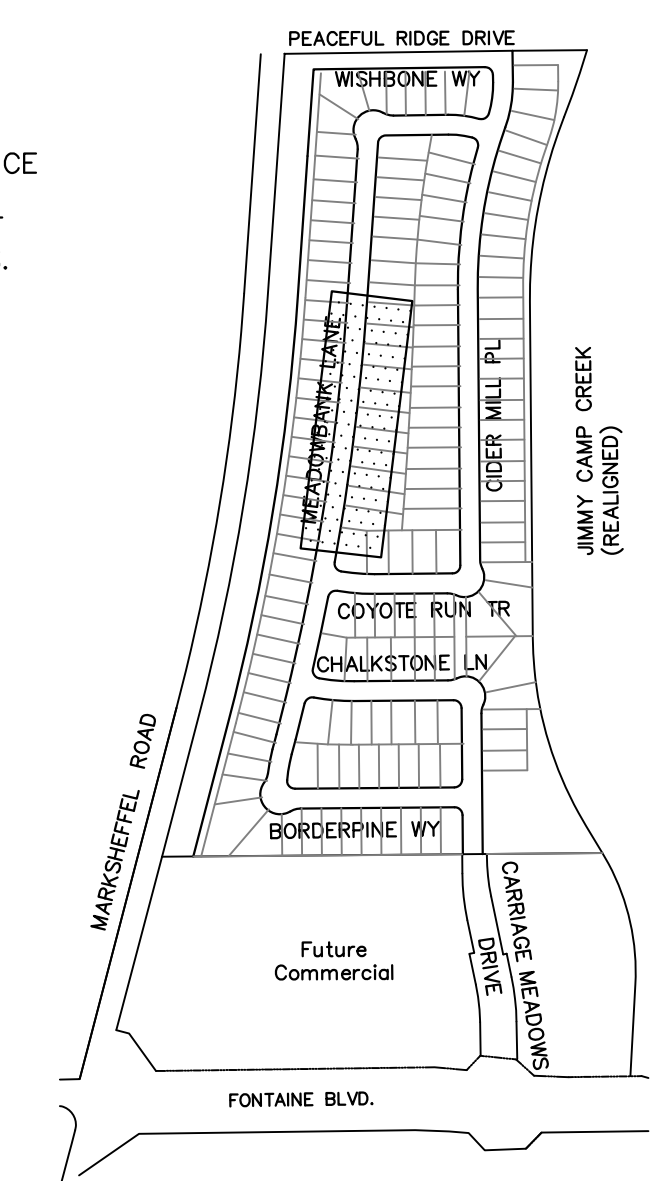 PEACEFUL RIDGE DRIVE
WISHBONE WY
CE
.
MEADOWBANK LANE
CIDER MILL PL
JIMMY CAMP CREEK
(REALIGNED)
COYOTE RUN TR
CHALKSTONE LN
MARKSHEFFEL ROAD
BORDERPINE WY
CARRIAGE MEADOWS
DRIVE
Future
Commercial
FONTAINE BLVD.